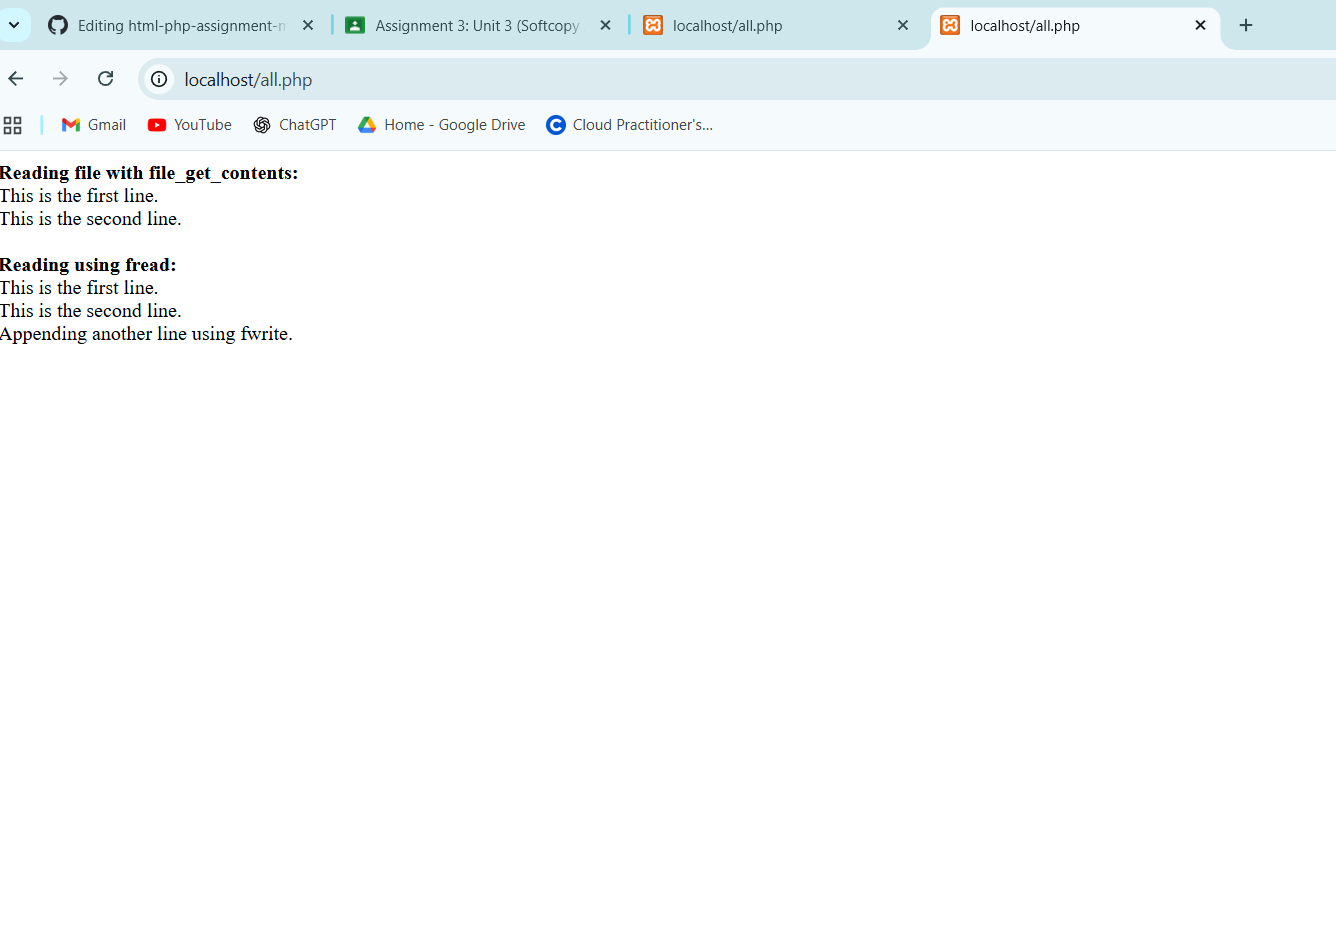 Editing html-php-assignment-
Assignment 3: Unit 3 (Softcopy
localhost/all.php
localhost/all.php
localhost/all.php
Gmail
YouTube
ChatGPT
Home - Google Drive
Cloud Practitioner's...
Reading file with file_get_contents:
This is the first line.
This is the second line.
Reading using fread:
This is the first line.
This is the second line.
Appending another line using fwrite.